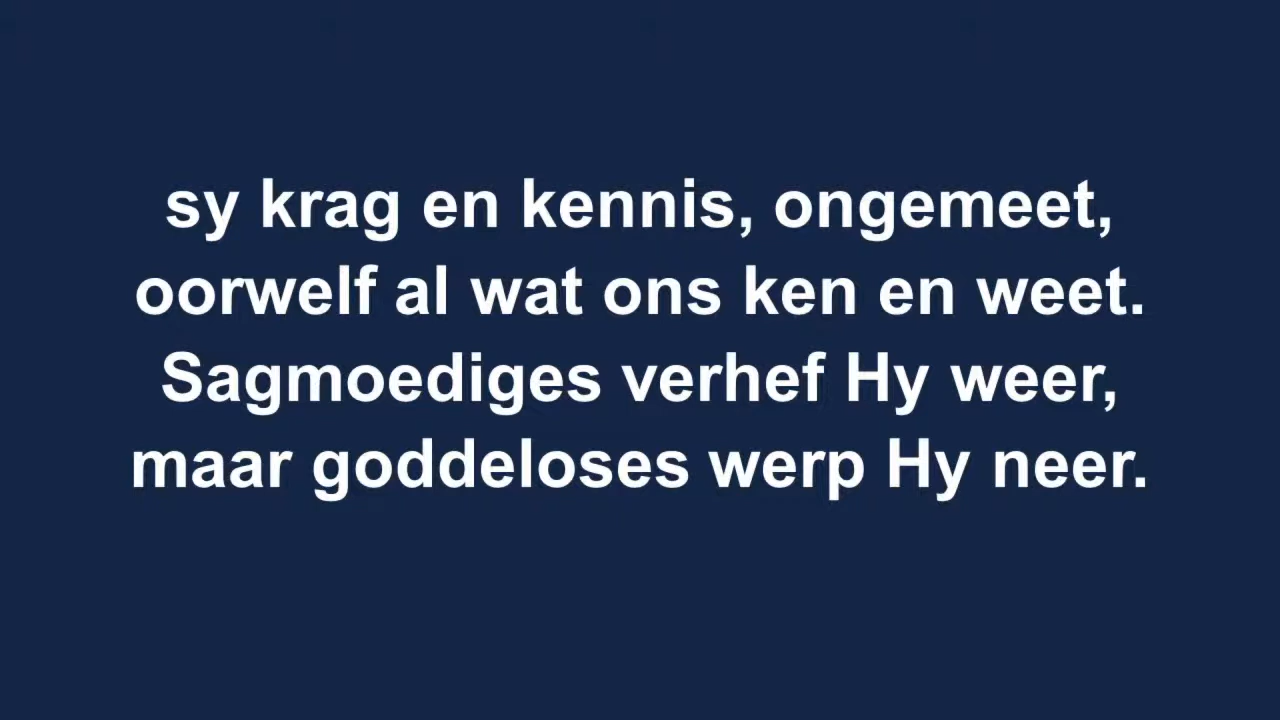 sy krag en kennis, ongemeet,
oorwelf al wat ons ken en weet.
Sagmoediges verhef Hy weer,
maar goddeloses werp Hy neer.